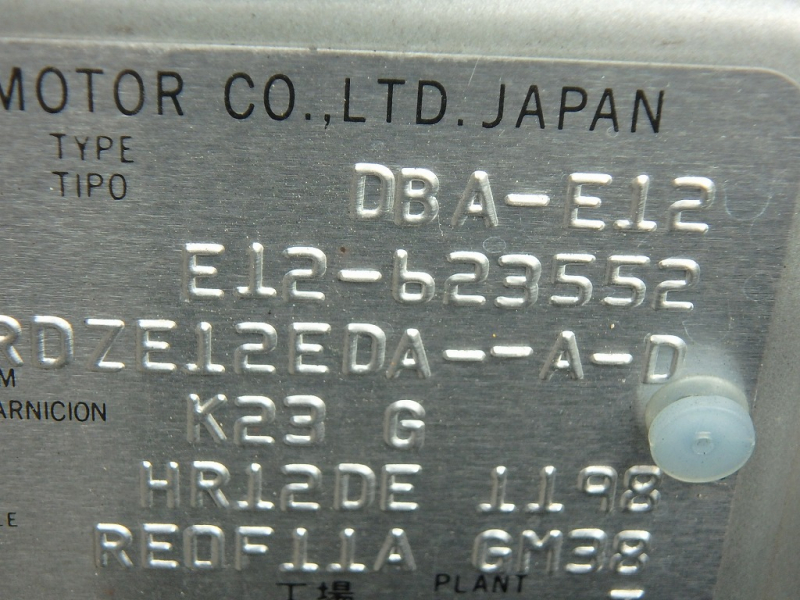 MOTOR CO.,LTD. JAPAN
TYPE
TIPO
DBA-E12
E12-623552
RDZE12EDA--A-D
M
ARNICION
K23 G
HR12DE 1198
LE
RE0F11A GM38
工場 PLANT